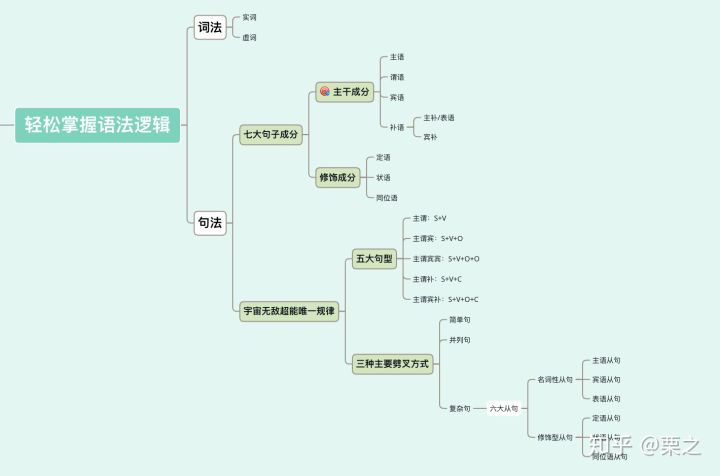 轻松掌握语法逻辑
词法
实词
虚词
句法
七大句子成分
主干成分
主语
谓语
宾语
补语
主补/表语
宾补
修饰成分
定语
状语
同位语
宇宙无敌超能唯一规律
五大句型
主谓：S+V
主谓宾：S+V+O
主谓宾宾：S+V+O+O
主谓补：S+V+C
主谓宾补：S+V+O+C
三种主要劈叉方式
简单句
并列句
复杂句
六大从句
名词性从句
主语从句
宾语从句
表语从句
修饰型从句
定语从句
状语从句
同位语从句
知乎 @栗之